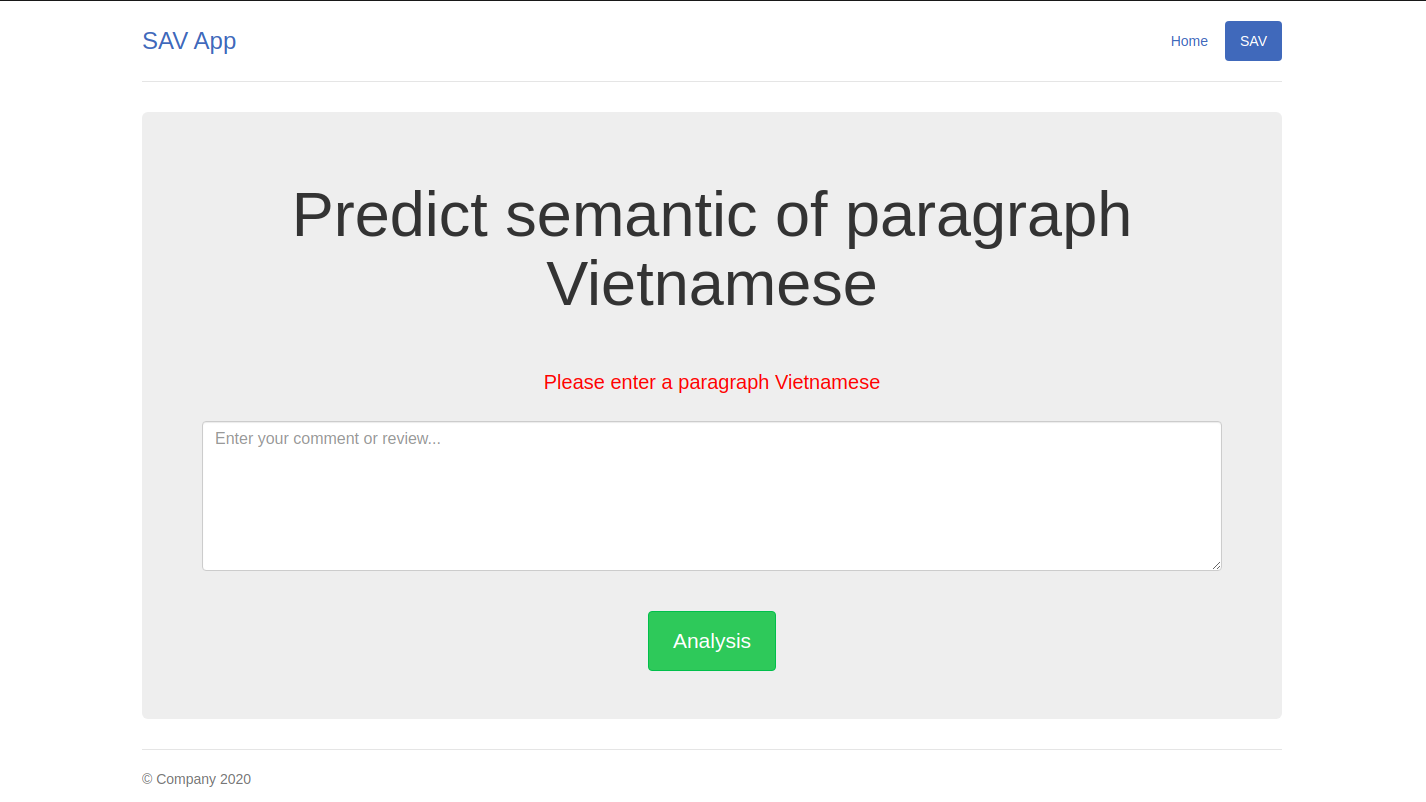 SAV App
Home
SAV
Predict semantic of paragraph
Vietnamese
Please enter a paragraph Vietnamese
Enter your comment or review...
Analysis
© Company 2020